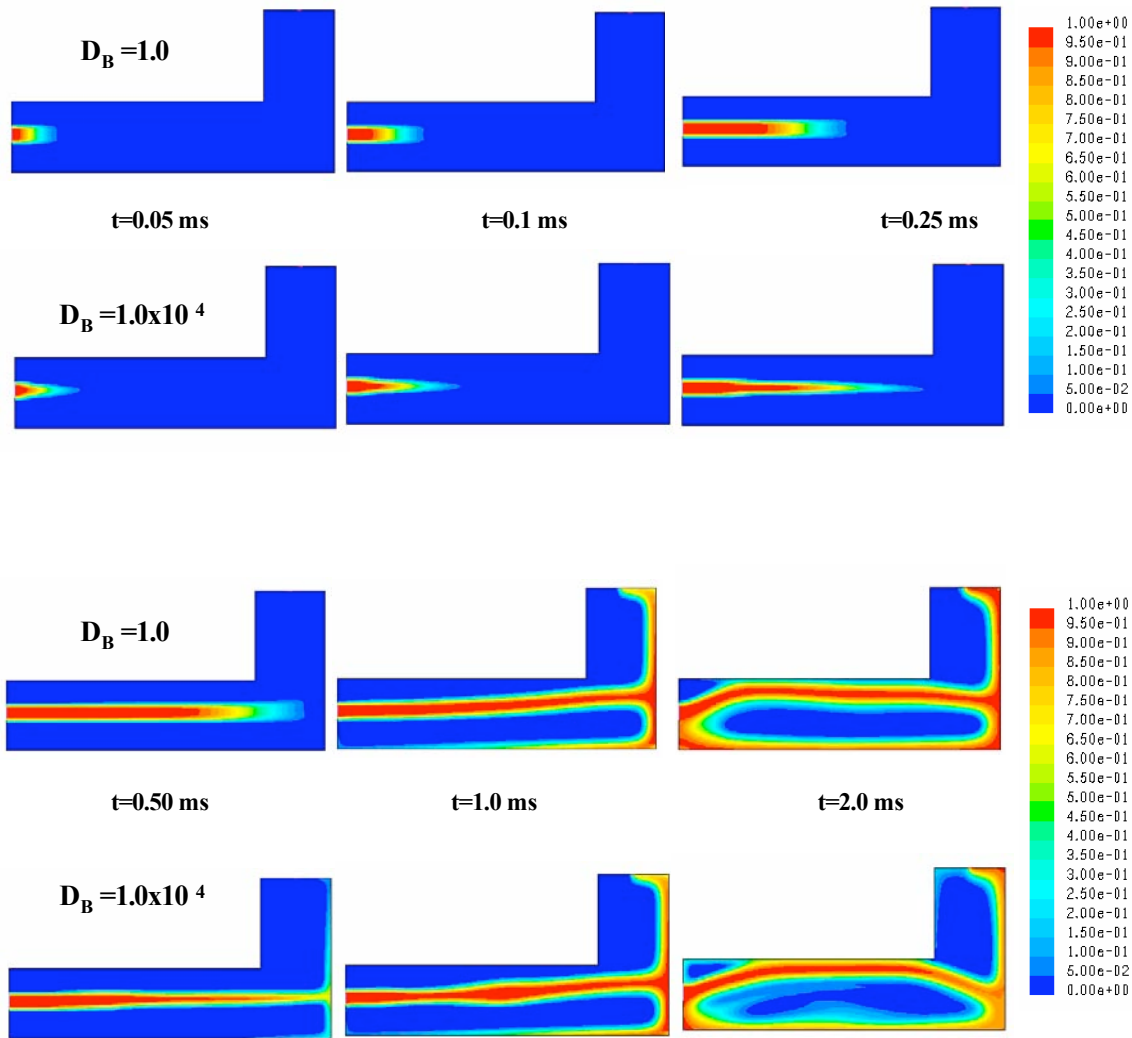 D_B =1.0
t=0.05 ms
t=0.1 ms
t=0.25 ms
D_B =1.0x10 ^4
1.00e+00
9.50e-01
9.00e-01
8.50e-01
8.00e-01
7.50e-01
7.00e-01
6.50e-01
6.00e-01
5.50e-01
5.00e-01
4.50e-01
4.00e-01
3.50e-01
3.00e-01
2.50e-01
2.00e-01
1.50e-01
1.00e-01
5.00e-02
0.00e+00
D_B =1.0
t=0.50 ms
t=1.0 ms
t=2.0 ms
D_B =1.0x10 ^4
1.00e+00
9.50e-01
9.00e-01
8.50e-01
8.00e-01
7.50e-01
7.00e-01
6.50e-01
6.00e-01
5.50e-01
5.00e-01
4.50e-01
4.00e-01
3.50e-01
3.00e-01
2.50e-01
2.00e-01
1.50e-01
1.00e-01
5.00e-02
0.00e+00